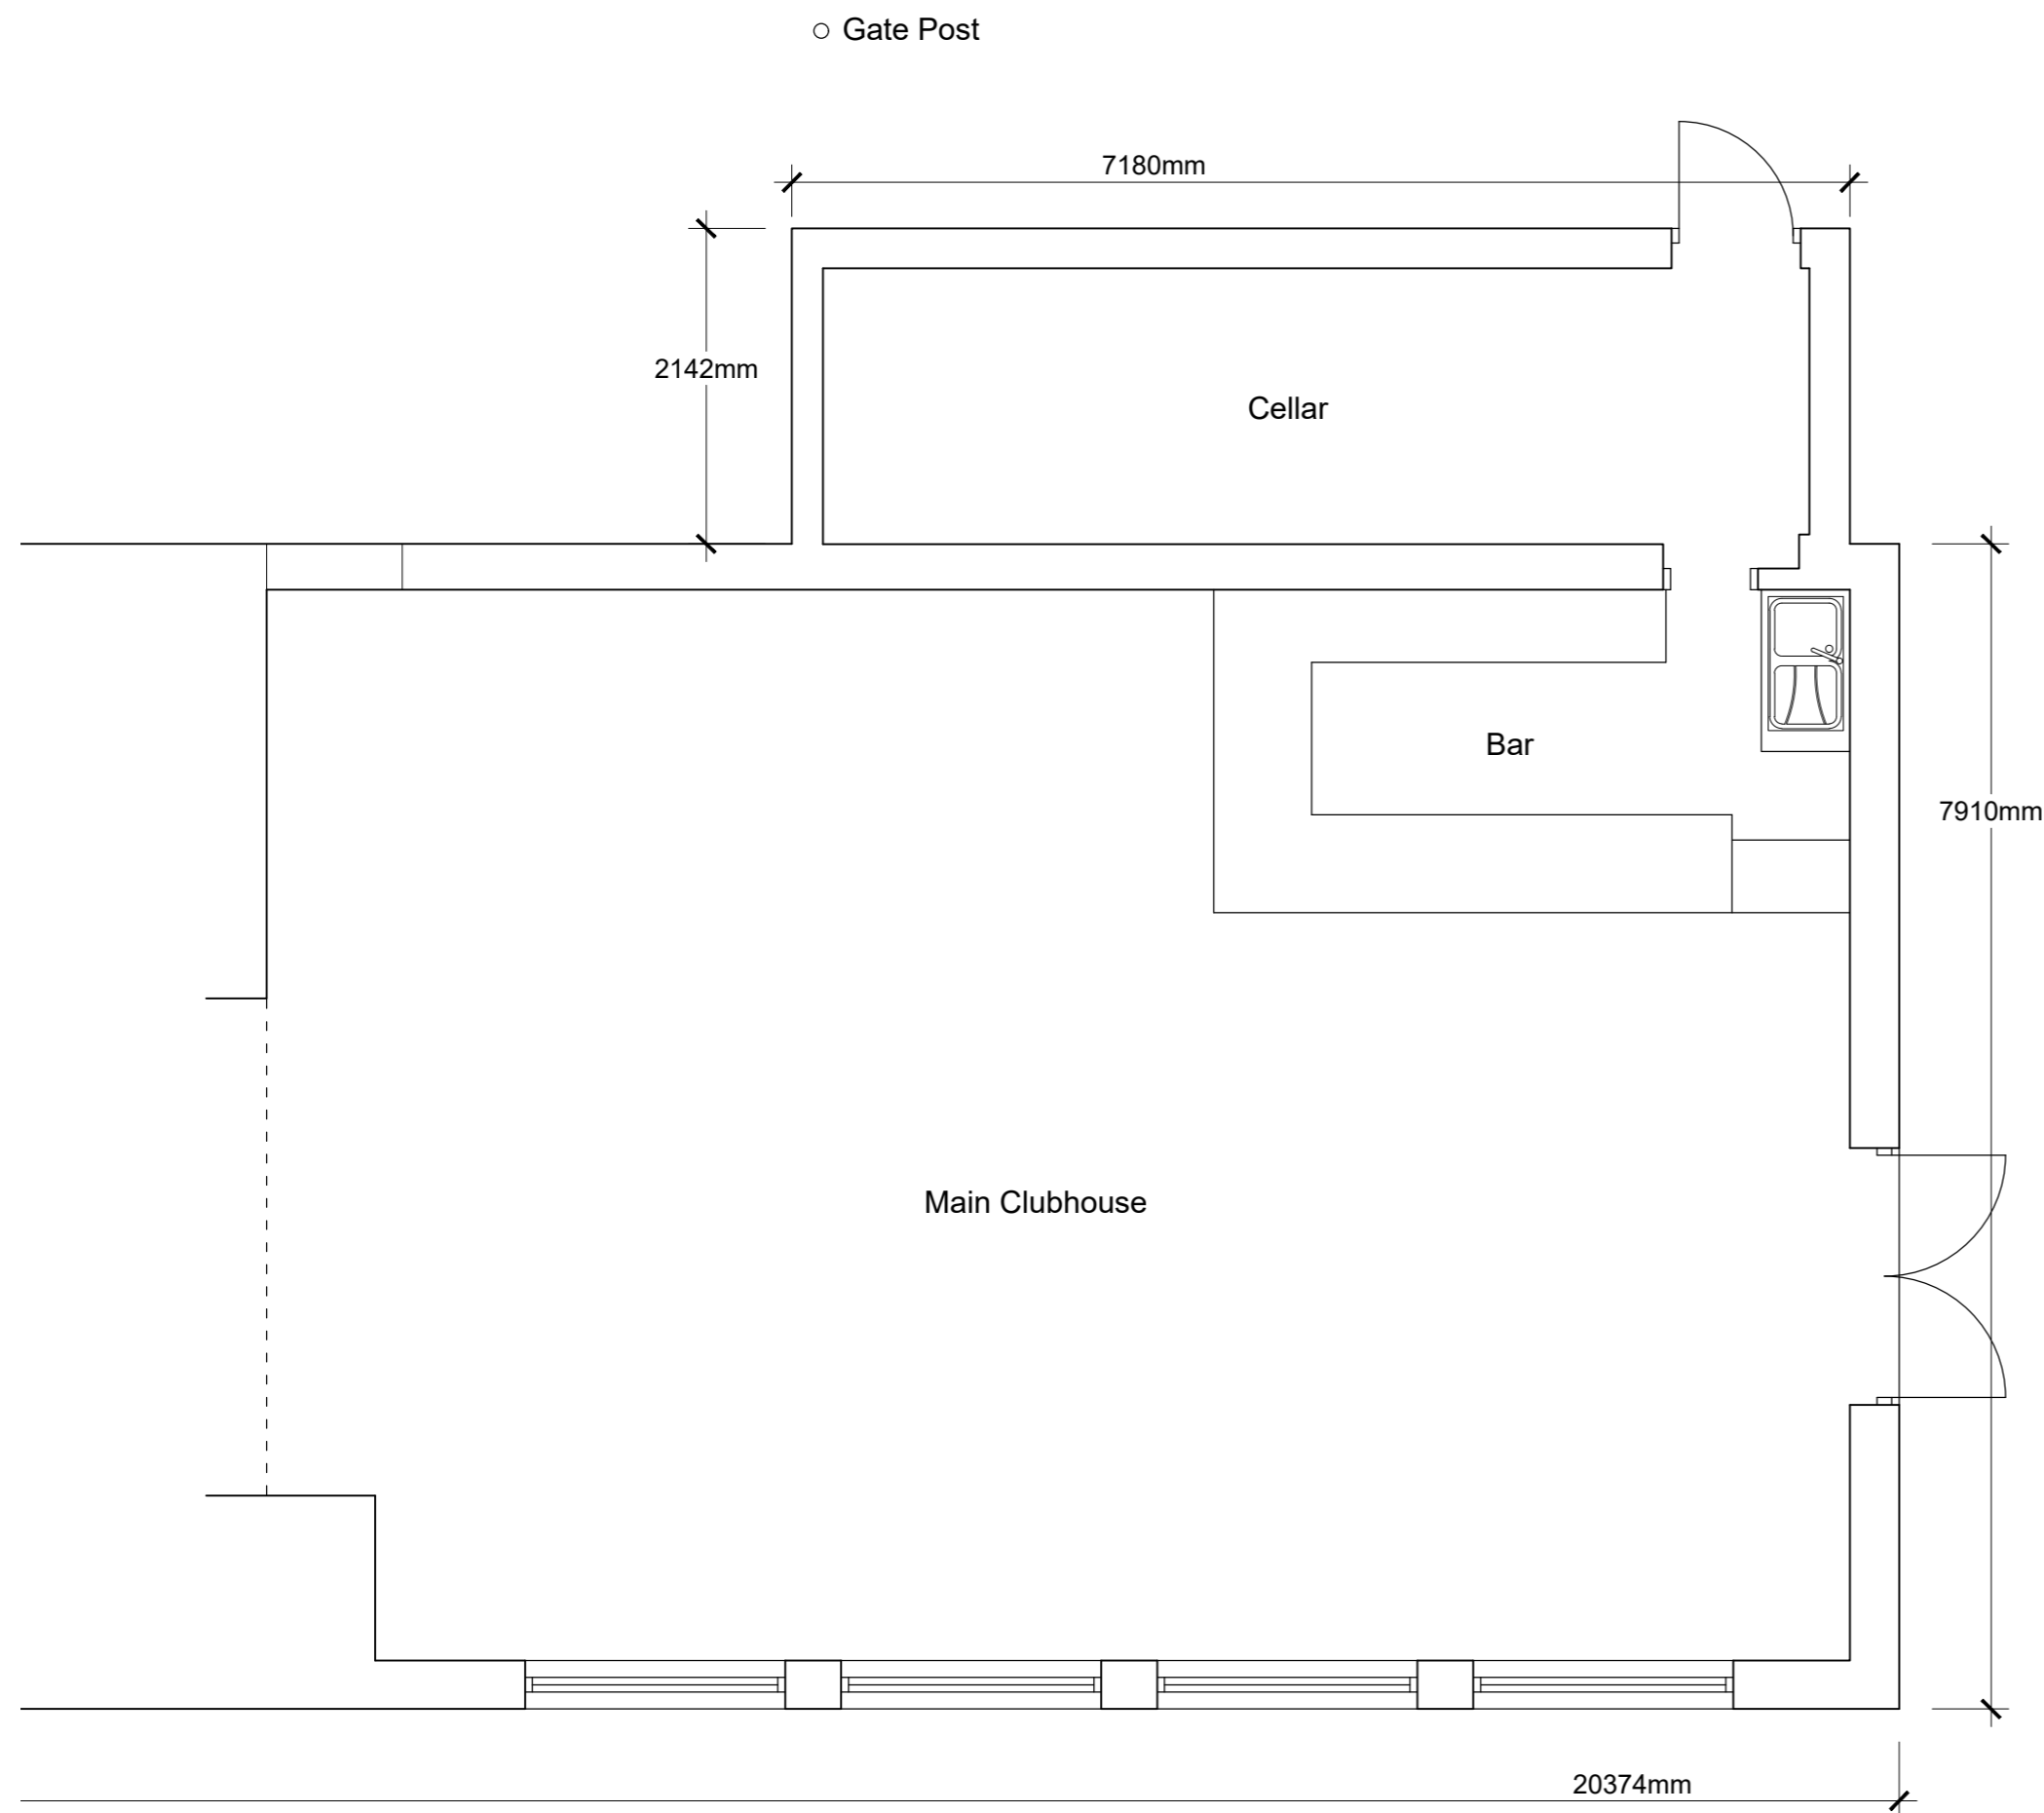 Gate Post
7180mm
2142mm
Cellar
Bar
7910mm
Main Clubhouse
20374mm